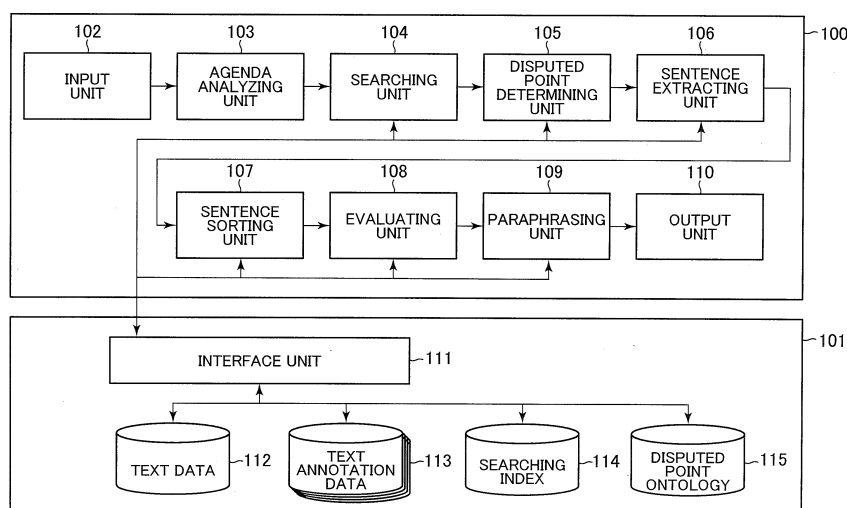 102
103
104
105
106
100
INPUT
UNIT
AGENDA
ANALYZING
UNIT
SEARCHING
UNIT
DISPUTED
POINT
DETERMINING
UNIT
SENTENCE
EXTRACTING
UNIT
107
108
109
110
SENTENCE
SORTING
UNIT
EVALUATING
UNIT
PARAPHRASING
UNIT
OUTPUT
UNIT
101
INTERFACE UNIT
111
TEXT DATA
112
TEXT
ANNOTATION
DATA
113
SEARCHING
INDEX
114
DISPUTED
POINT
ONTOLOGY
115